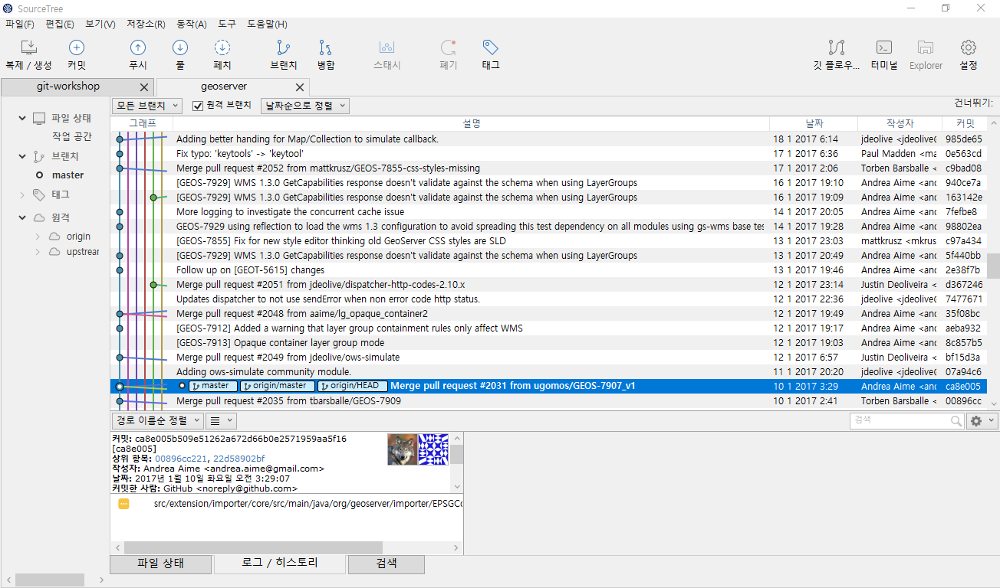 SourceTree
파일(F) 편집(E) 보기(V) 저장소(R) 동작(A) 도구 도움말(H)
복제 / 생성 커밋 푸시 풀 페치 브랜치 병합 스태시 폐기 태그 깃 플로우... 터미널 Explorer 설정
git-workshop geoserver
모든 브랜치 원격 브랜치 날짜순으로 정렬 건너뛰기:
파일 상태
작업 공간
브랜치
master
태그
원격
origin
upstrear
그래프 설명 날짜 작성자 커밋
Adding better handing for Map/Collection to simulate callback. 18 1 2017 6:14 jdeolive <jdeolive@ 985de65
Fix typo: 'keytools' -> 'keytool' 17 1 2017 6:36 Paul Madden <ma 0e563cd
Merge pull request #2052 from mattkrusz/GEOS-7855-css-styles-missing 17 1 2017 2:06 Torben Barsballe < c9bad08
[GEOS-7929] WMS 1.3.0 GetCapabilities response doesn't validate against the schema when using LayerGroups 16 1 2017 19:10 Andrea Aime <anc 940ce7a
[GEOS-7929] WMS 1.3.0 GetCapabilities response doesn't validate against the schema when using LayerGroups 16 1 2017 19:09 Andrea Aime <anc 163142e
More logging to investigate the concurrent cache issue 14 1 2017 20:05 Andrea Aime <anc 7fefbe8
GEOS-7929 using reflection to load the wms 1.3 configuration to avoid spreading this test dependency on all modules using gs-wms base tes 14 1 2017 19:28 Andrea Aime <anc 98802ea
[GEOS-7855] Fix for new style editor thinking old GeoServer CSS styles are SLD 13 1 2017 23:03 mattkrusz <mkrus c97a434
[GEOS-7929] WMS 1.3.0 GetCapabilities response doesn't validate against the schema when using LayerGroups 13 1 2017 20:49 Andrea Aime <anc 5f440bb
Follow up on [GEOT-5615] changes 13 1 2017 19:46 Andrea Aime <anc 2e38f7b
Merge pull request #2051 from jdeolive/dispatcher-http-codes-2.10.x 12 1 2017 23:14 Justin Deoliveira < d367246
Updates dispatcher to not use sendError when non error code http status. 12 1 2017 22:36 jdeolive <jdeolive@ 7477671
Merge pull request #2048 from aaime/lg_opaque_container2 12 1 2017 19:49 Andrea Aime <anc 35f08bc
[GEOS-7912] Added a warning that layer group containment rules only affect WMS 12 1 2017 19:17 Andrea Aime <anc aeba932
[GEOS-7913] Opaque container layer group mode 12 1 2017 19:03 Andrea Aime <anc 8c857b5
Merge pull request #2049 from jdeolive/ows-simulate 12 1 2017 6:57 Justin Deoliveira < bf15d3a
Adding ows-simulate community module. 11 1 2017 20:20 jdeolive <jdeolive@ 07a94c6
master origin/master origin/HEAD Merge pull request #2031 from ugomos/GEOS-7907_v1 10 1 2017 3:29 Andrea Aime <anc ca8e005
Merge pull request #2035 from tbarsballe/GEOS-7909 10 1 2017 2:41 Torben Barsballe < 00896cc
경로 이름순 정렬 검색
커밋: ca8e005b509e51262a672d66b0e2571959aa5f16
[ca8e005]
상위 항목: 00896cc221, 22d58902bf
작성자: Andrea Aime <andrea.aime@gmail.com>
날짜: 2017년 1월 10일 화요일 오전 3:29:07
커밋한 사람: GitHub <noreply@github.com>
src/extension/importer/core/src/main/java/org/geoserver/importer/EPSGCo
파일 상태 로그 / 히스토리 검색